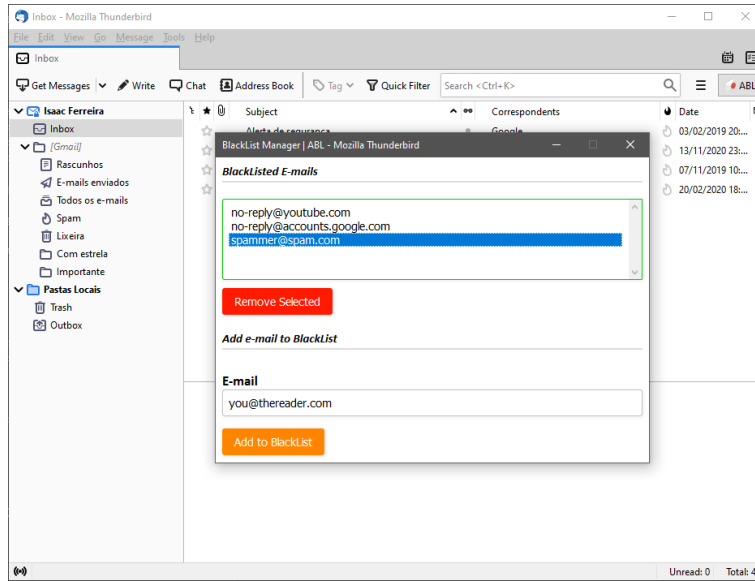 Inbox - Mozilla Thunderbird
File Edit View Go Message Tools Help
Inbox
Get Messages Write Chat Address Book Tag Quick Filter Search <Ctrl+K> ABL
Isaac Ferreira
Inbox
[Gmail]
Rascunhos
E-mails enviados
Todos os e-mails
Spam
Lixeira
Com estrela
Importante
Pastas Locais
Trash
Outbox
Subject Correspondents Date
Alerta de segurança Google 03/02/2019 20:...
13/11/2020 23:...
07/11/2019 10:...
20/02/2020 18:...
BlackList Manager | ABL - Mozilla Thunderbird
BlackListed E-mails
no-reply@youtube.com
no-reply@accounts.google.com
spammer@spam.com
Remove Selected
Add e-mail to BlackList
E-mail
you@thereader.com
Add to BlackList
Unread: 0 Total: 4